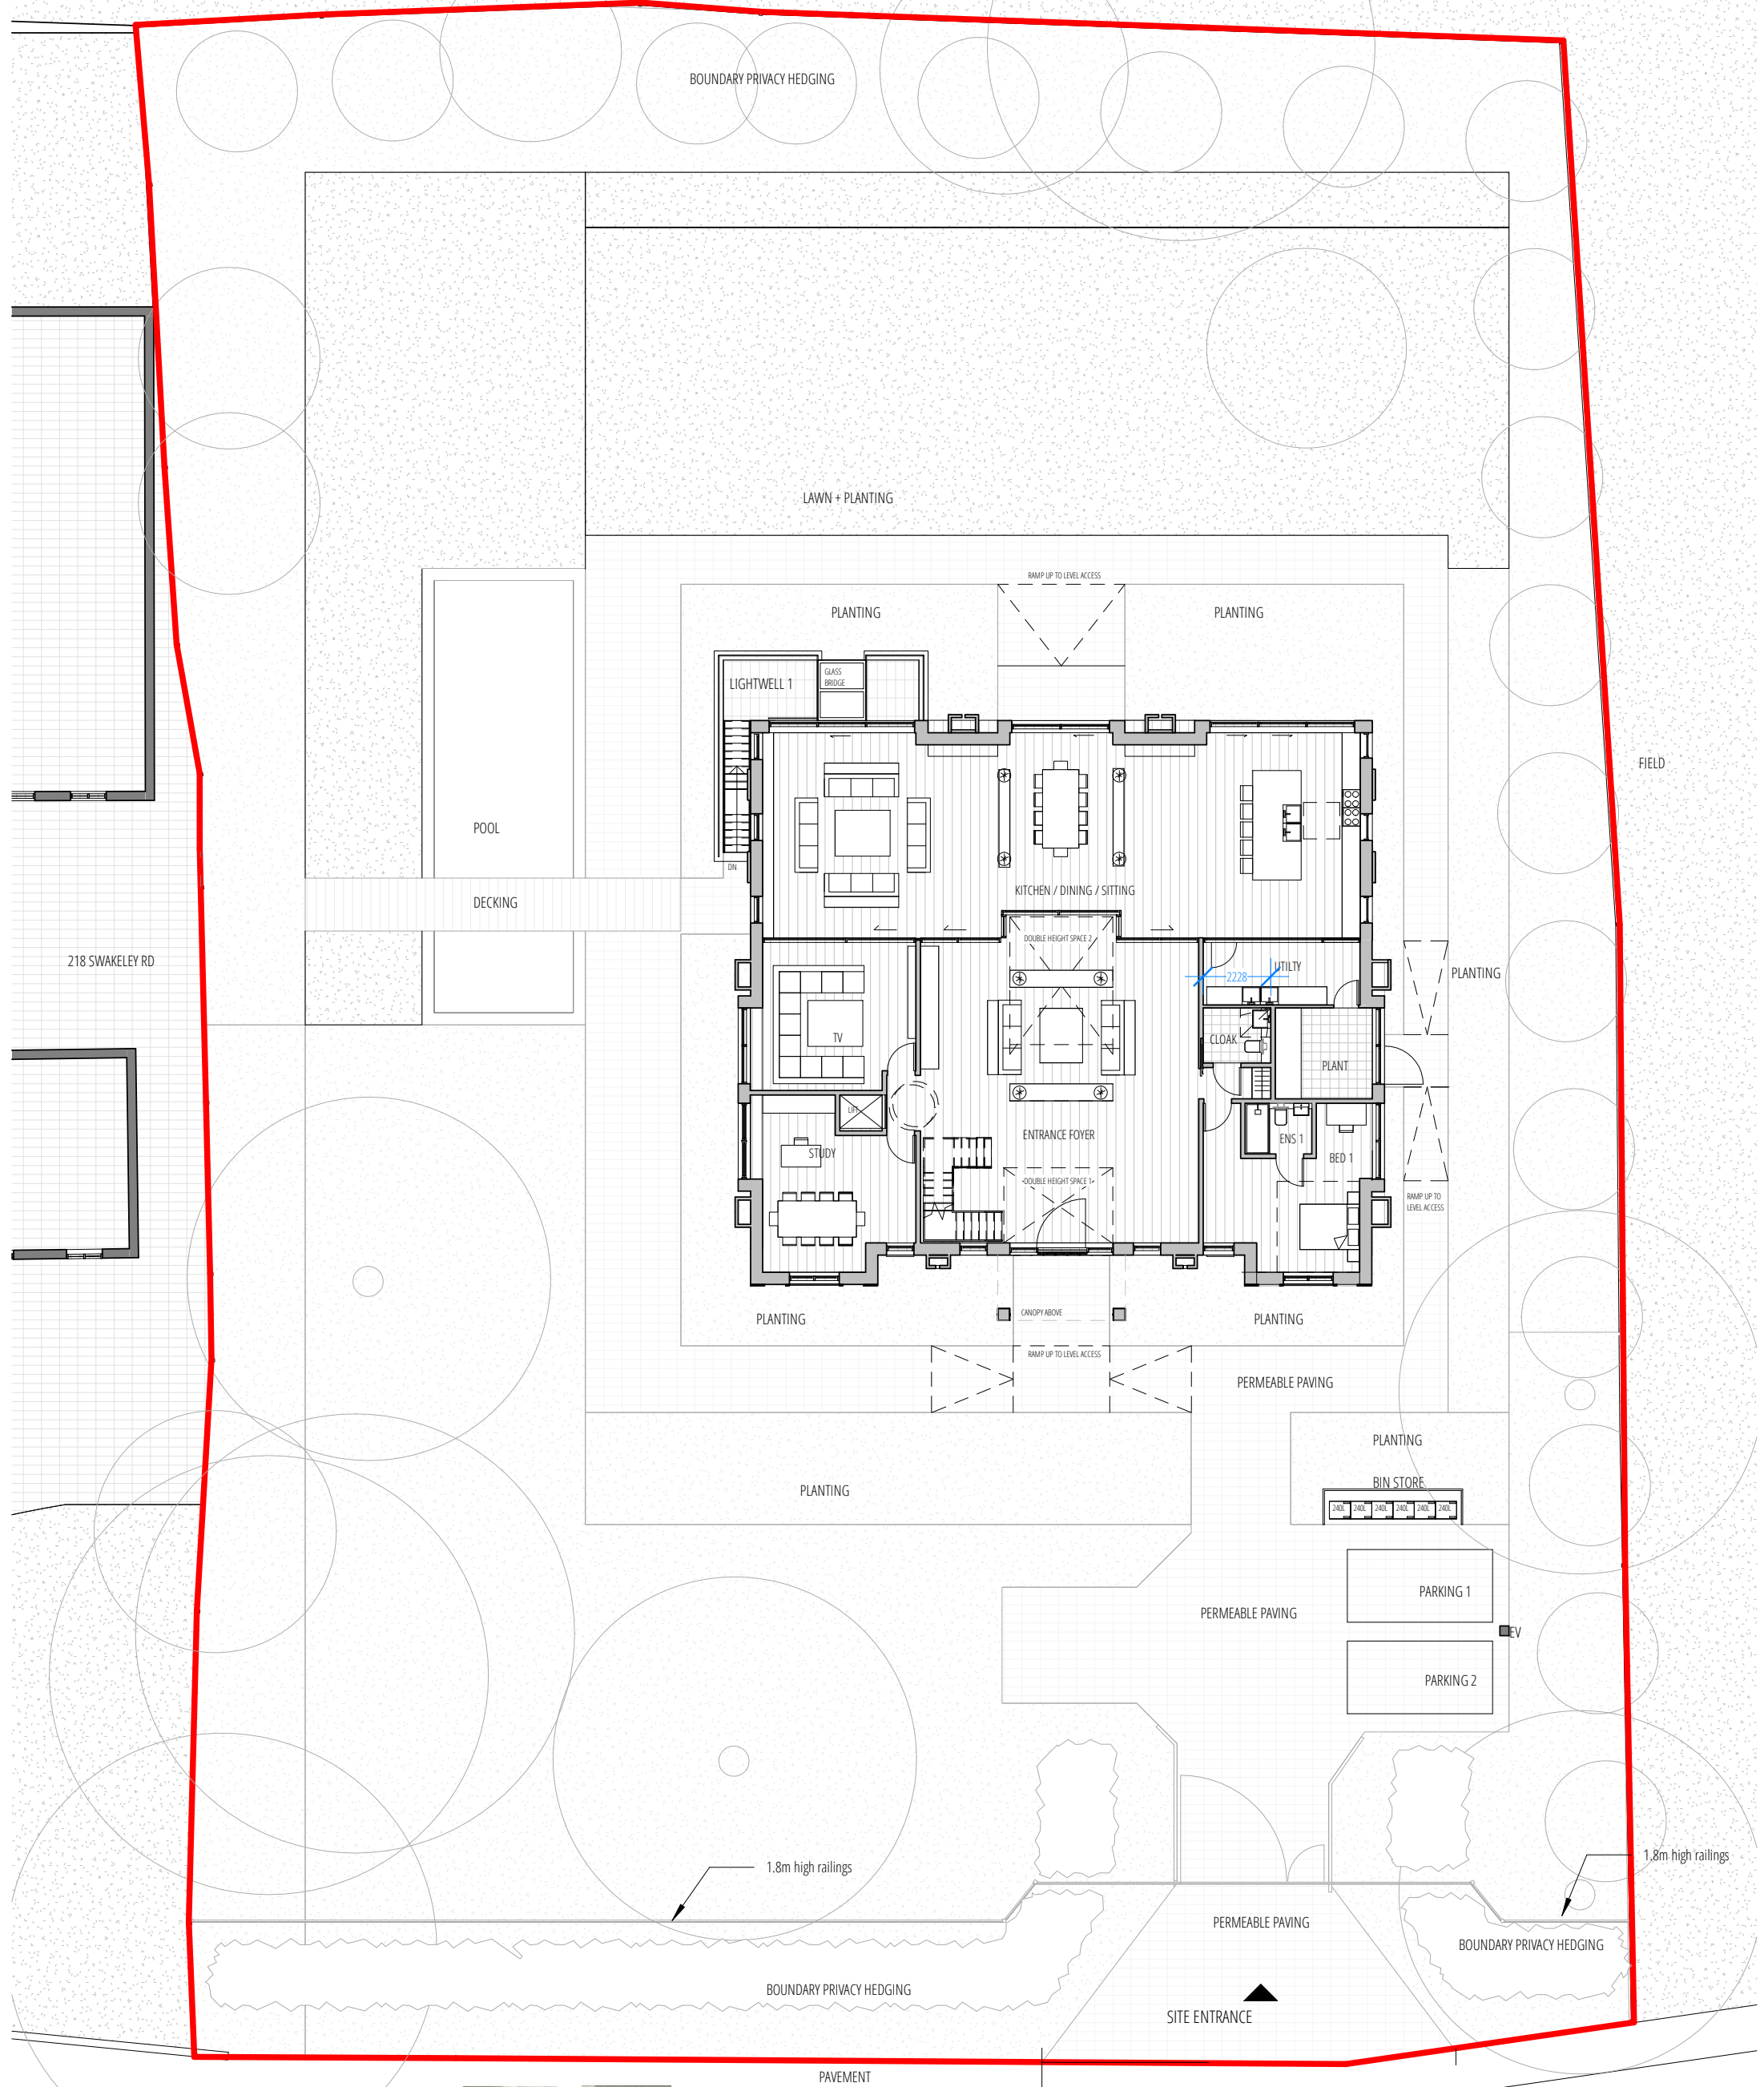 BOUNDARY PRIVACY HEDGING
LAWN + PLANTING
RAMP UP TO LEVEL ACCESS
PLANTING
PLANTING
LIGHTWELL 1
GLASS
BRIDGE
FIELD
POOL
DN
KITCHEN / DINING / SITTING
DECKING
DOUBLE HEIGHT SPACE 2
218 SWAKELEY RD
UTILTY
2228
PLANTING
TV
CLOAK
PLANT
LIFT
ENTRANCE FOYER
ENS 1
STUDY
BED 1
DOUBLE HEIGHT SPACE 1
RAMP UP TO
LEVEL ACCESS
PLANTING
CANOPY ABOVE
PLANTING
RAMP UP TO LEVEL ACCESS
PERMEABLE PAVING
PLANTING
BIN STORE
PLANTING
240L
240L
240L
240L
240L
240L
PARKING 1
PERMEABLE PAVING
EV
PARKING 2
1.8m high railings
1.8m high railings
PERMEABLE PAVING
BOUNDARY PRIVACY HEDGING
BOUNDARY PRIVACY HEDGING
SITE ENTRANCE
PAVEMENT